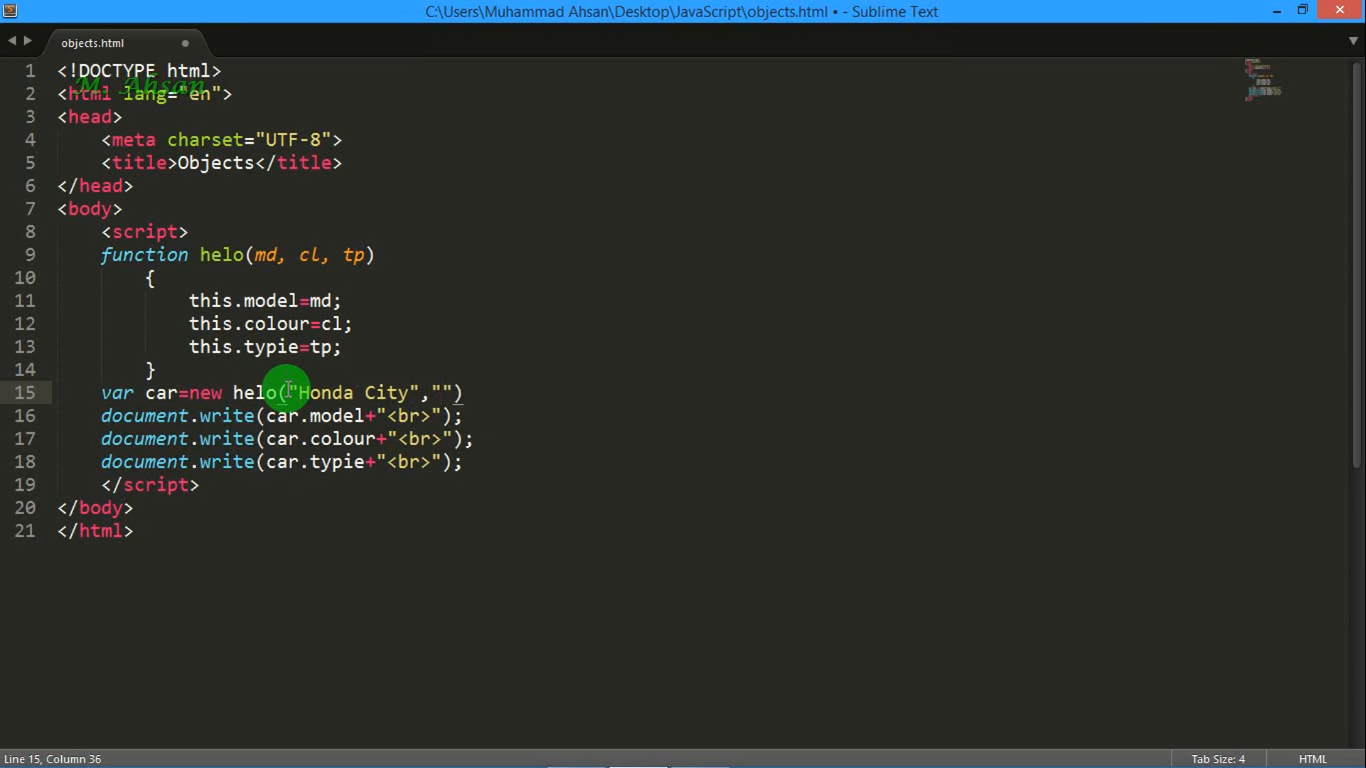 C:\Users\Muhammad Ahsan\Desktop\JavaScript\objects.html • - Sublime Text
objects.html
M. Ahsan
1 <!DOCTYPE html>
2 <html lang="en">
3 <head>
4     <meta charset="UTF-8">
5     <title>Objects</title>
6 </head>
7 <body>
8     <script>
9     function helo(md, cl, tp)
10         {
11             this.model=md;
12             this.colour=cl;
13             this.typie=tp;
14         }
15     var car=new helo("Honda City","")
16     document.write(car.model+"<br>");
17     document.write(car.colour+"<br>");
18     document.write(car.typie+"<br>");
19     </script>
20 </body>
21 </html>
Line 15, Column 36
Tab Size: 4
HTML